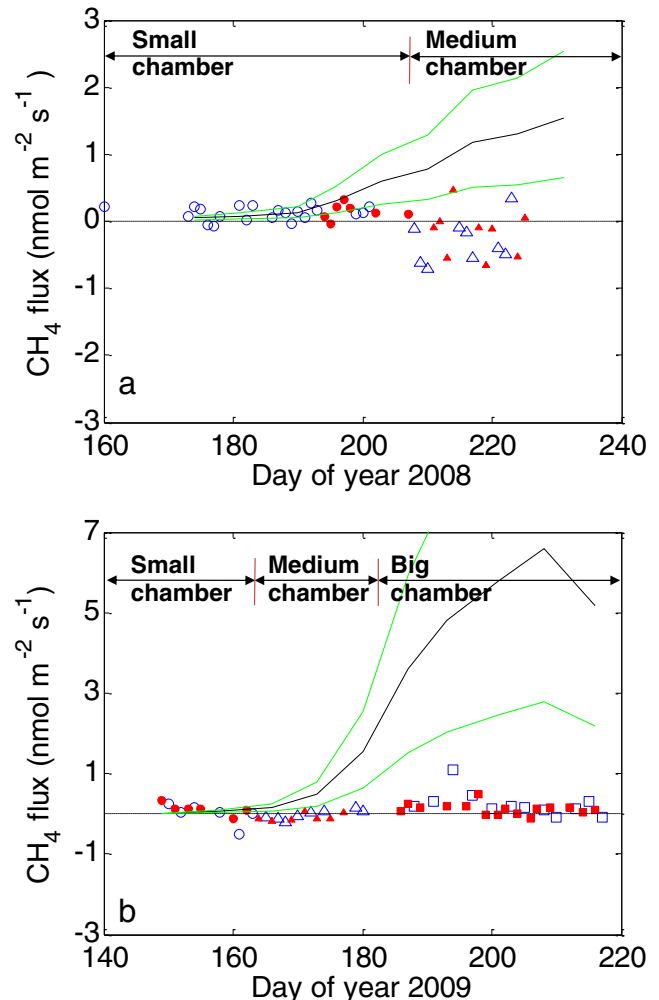 3
Small chamber
Medium chamber
2
1
0
-1
-2
-3
CH4 flux (nmol m-2 s-1)
a
160 180 200 220 240
Day of year 2008
7
Small chamber
Medium chamber
Big chamber
5
3
1
-1
-3
CH4 flux (nmol m-2 s-1)
b
140 160 180 200 220
Day of year 2009